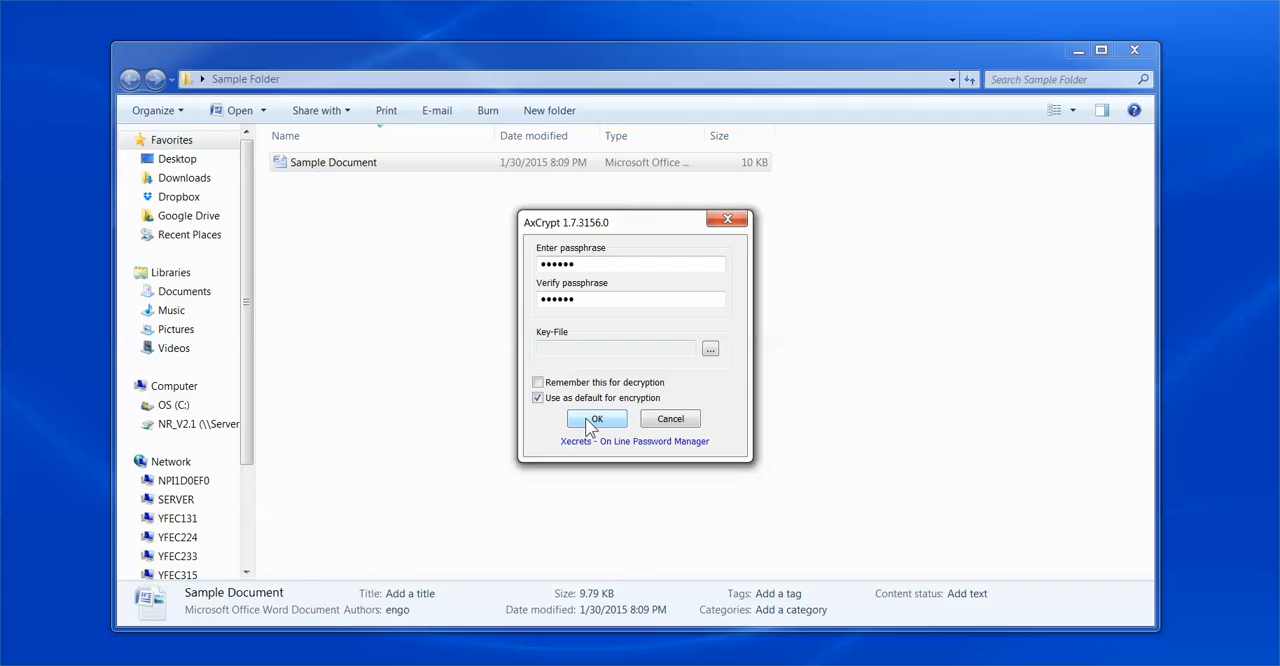 Sample Folder
Search Sample Folder
Organize Open Share with Print E-mail Burn New folder
Name Date modified Type Size
Sample Document 1/30/2015 8:09 PM Microsoft Office ... 10 KB
Favorites
Desktop
Downloads
Dropbox
Google Drive
Recent Places
Libraries
Documents
Music
Pictures
Videos
Computer
OS (C:)
NR_V2.1 (\\Server
Network
NPI1D0EF0
SERVER
YFEC131
YFEC224
YFEC233
YFEC315
AxCrypt 1.7.3156.0
Enter passphrase
••••••
Verify passphrase
••••••
Key-File
...
Remember this for decryption
Use as default for encryption
OK Cancel
Xecrets - On Line Password Manager
Sample Document Title: Add a title Size: 9.79 KB Tags: Add a tag Content status: Add text
Microsoft Office Word Document Authors: engo Date modified: 1/30/2015 8:09 PM Categories: Add a category